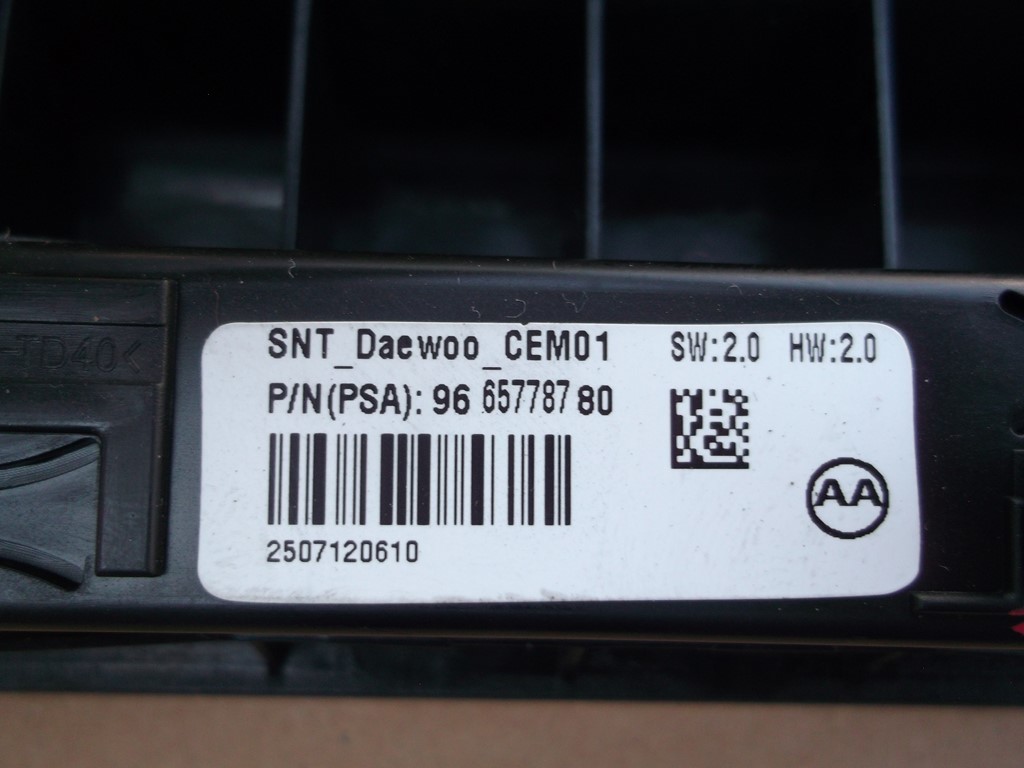 SNT_Daewoo_CEM01 SW:2.0 HW:2.0
P/N(PSA): 96 657787 80
AA
2507120610
-TD40<